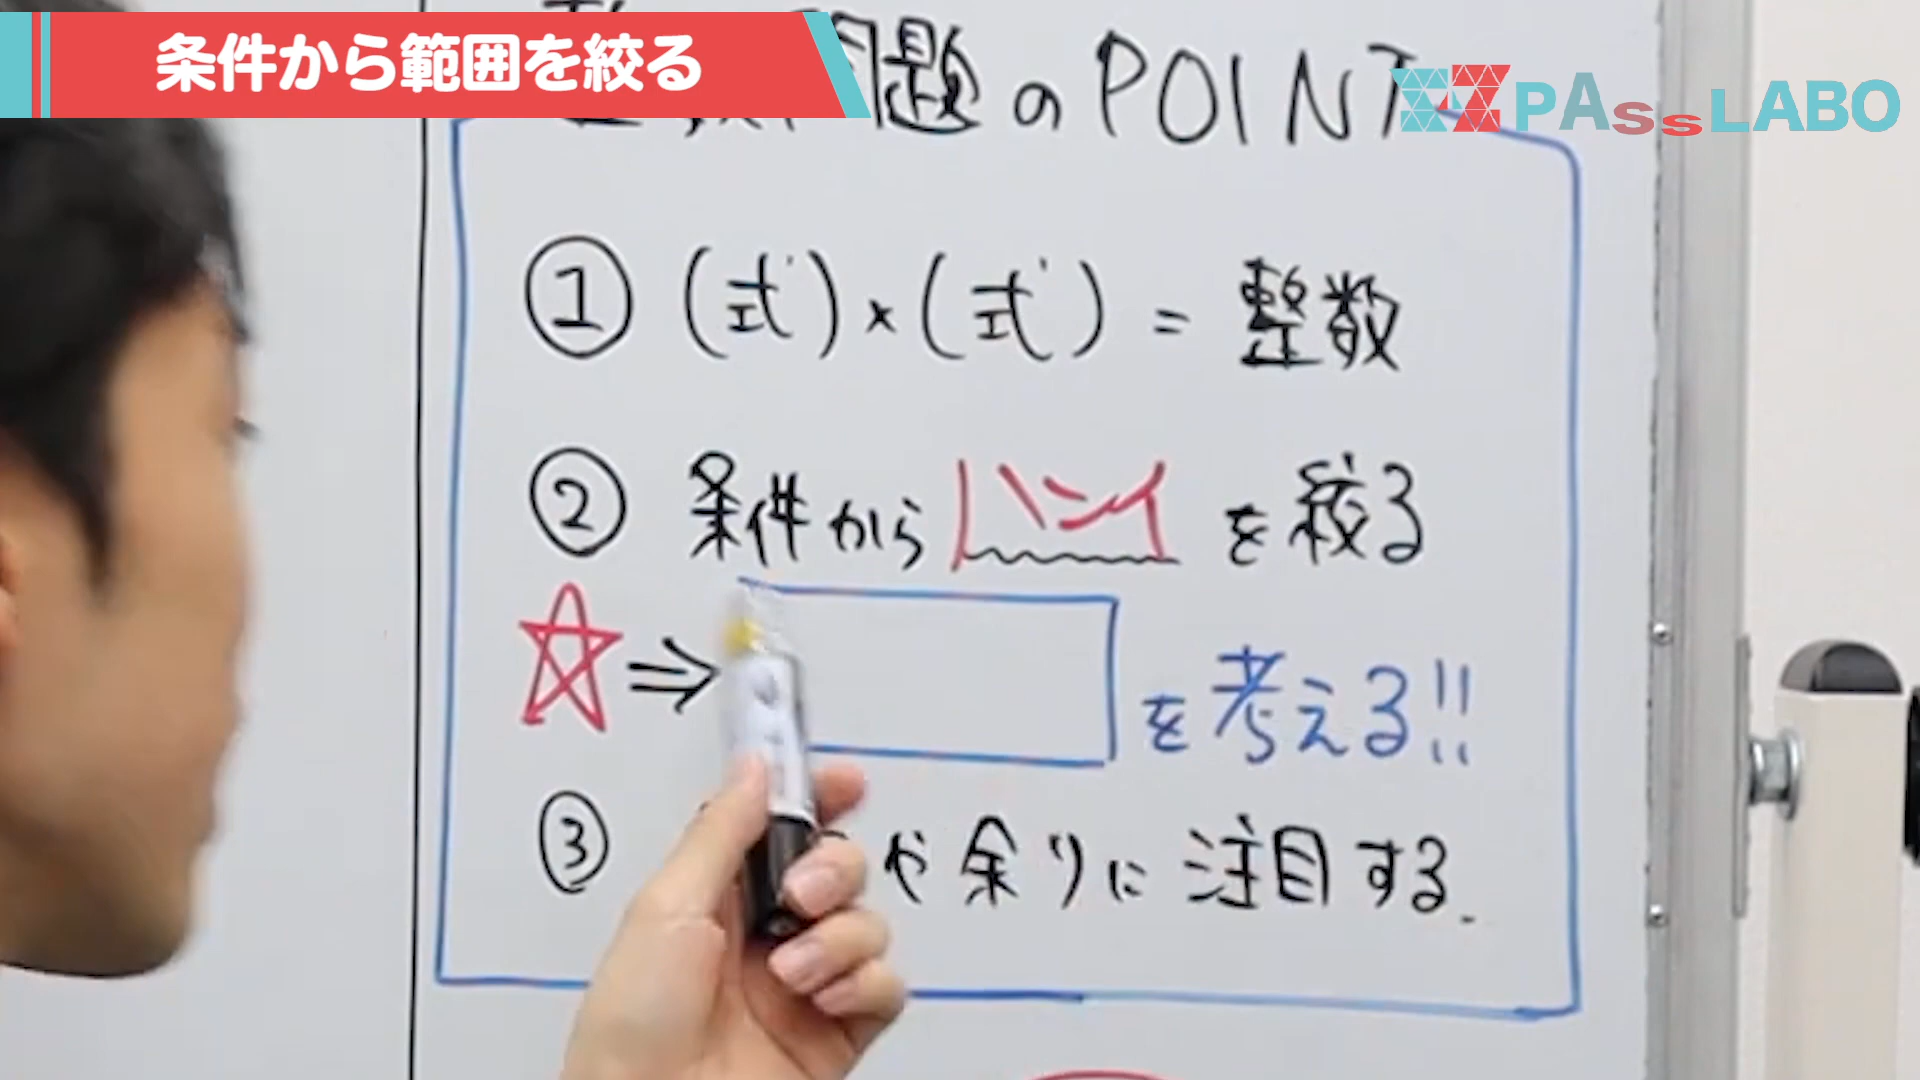 条件から範囲を絞る
問題のPOINT
PASSLABO
① (式)×(式) = 整数
② 条件からハンイを絞る
☆⇒ を考える!!
③ や余りに注目する.